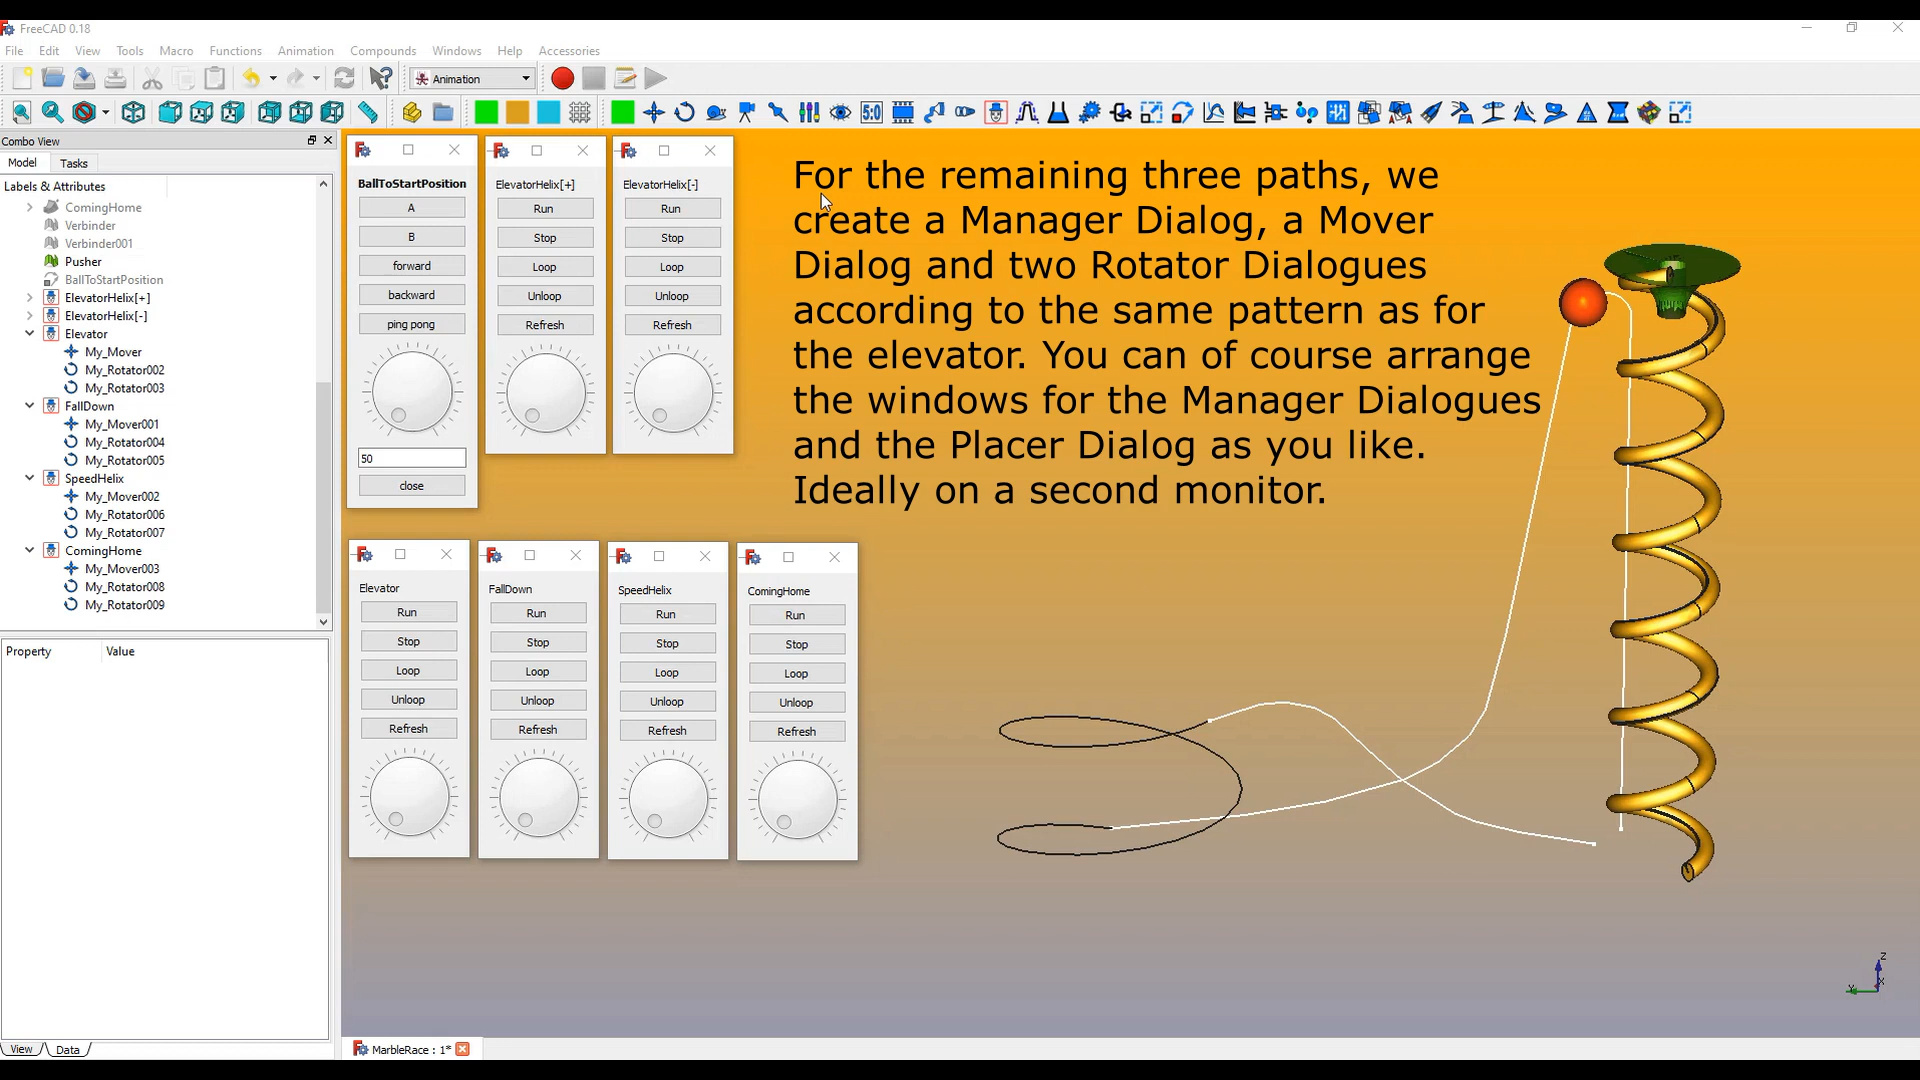 FreeCAD 0.18
File Edit View Tools Macro Functions Animation Compounds Windows Help Accessories
Animation
5:0
Combo View
Model Tasks
Labels & Attributes
ComingHome
Verbinder
Verbinder001
Pusher
BallToStartPosition
ElevatorHelix[+]
ElevatorHelix[-]
Elevator
My_Mover
My_Rotator002
My_Rotator003
FallDown
My_Mover001
My_Rotator004
My_Rotator005
SpeedHelix
My_Mover002
My_Rotator006
My_Rotator007
ComingHome
My_Mover003
My_Rotator008
My_Rotator009
Property Value
View Data
BallToStartPosition
A
B
forward
backward
ping pong
50
close
ElevatorHelix[+]
Run
Stop
Loop
Unloop
Refresh
ElevatorHelix[-]
Run
Stop
Loop
Unloop
Refresh
For the remaining three paths, we
create a Manager Dialog, a Mover
Dialog and two Rotator Dialogues
according to the same pattern as for
the elevator. You can of course arrange
the windows for the Manager Dialogues
and the Placer Dialog as you like.
Ideally on a second monitor.
Elevator
Run
Stop
Loop
Unloop
Refresh
FallDown
Run
Stop
Loop
Unloop
Refresh
SpeedHelix
Run
Stop
Loop
Unloop
Refresh
ComingHome
Run
Stop
Loop
Unloop
Refresh
Z
Y
X
MarbleRace : 1*